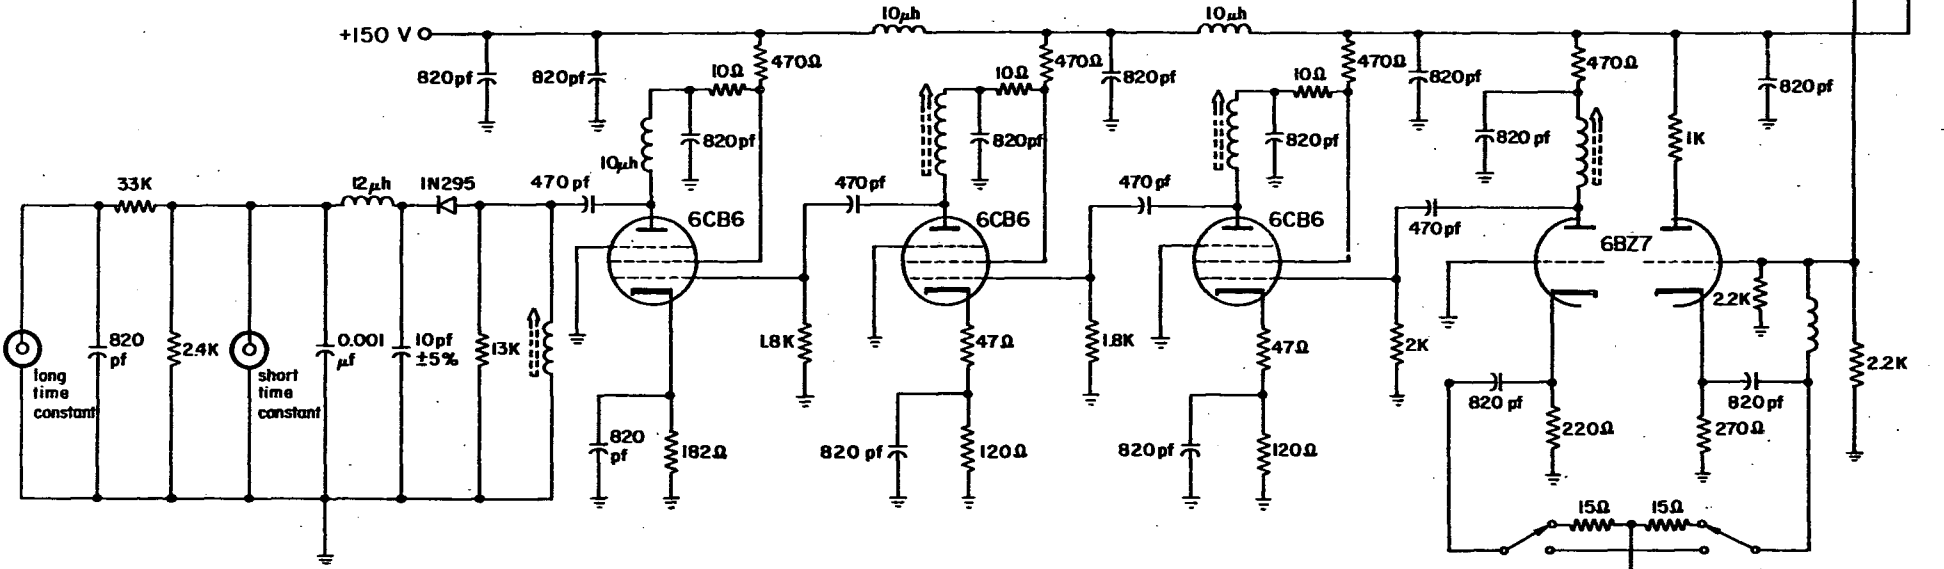 10µh
10µh
+150 V
470Ω
470Ω
470Ω
470Ω
10Ω
10Ω
10Ω
820pf
820pf
820pf
820pf
820pf
820pf
820pf
820pf
820 pf
1K
10µh
33K
12µh
1N295
470 pf
470pf
470 pf
470 pf
6CB6
6CB6
6CB6
6BZ7
2.2K
820
pf
2.4K
0.001
µf
10pf
±5%
13K
1.8K
47Ω
1.8K
47Ω
2K
2.2K
long
time
constant
short
time
constant
820 pf
820 pf
820
pf
182Ω
820 pf
120Ω
820pf
120Ω
220Ω
270Ω
15Ω
15Ω